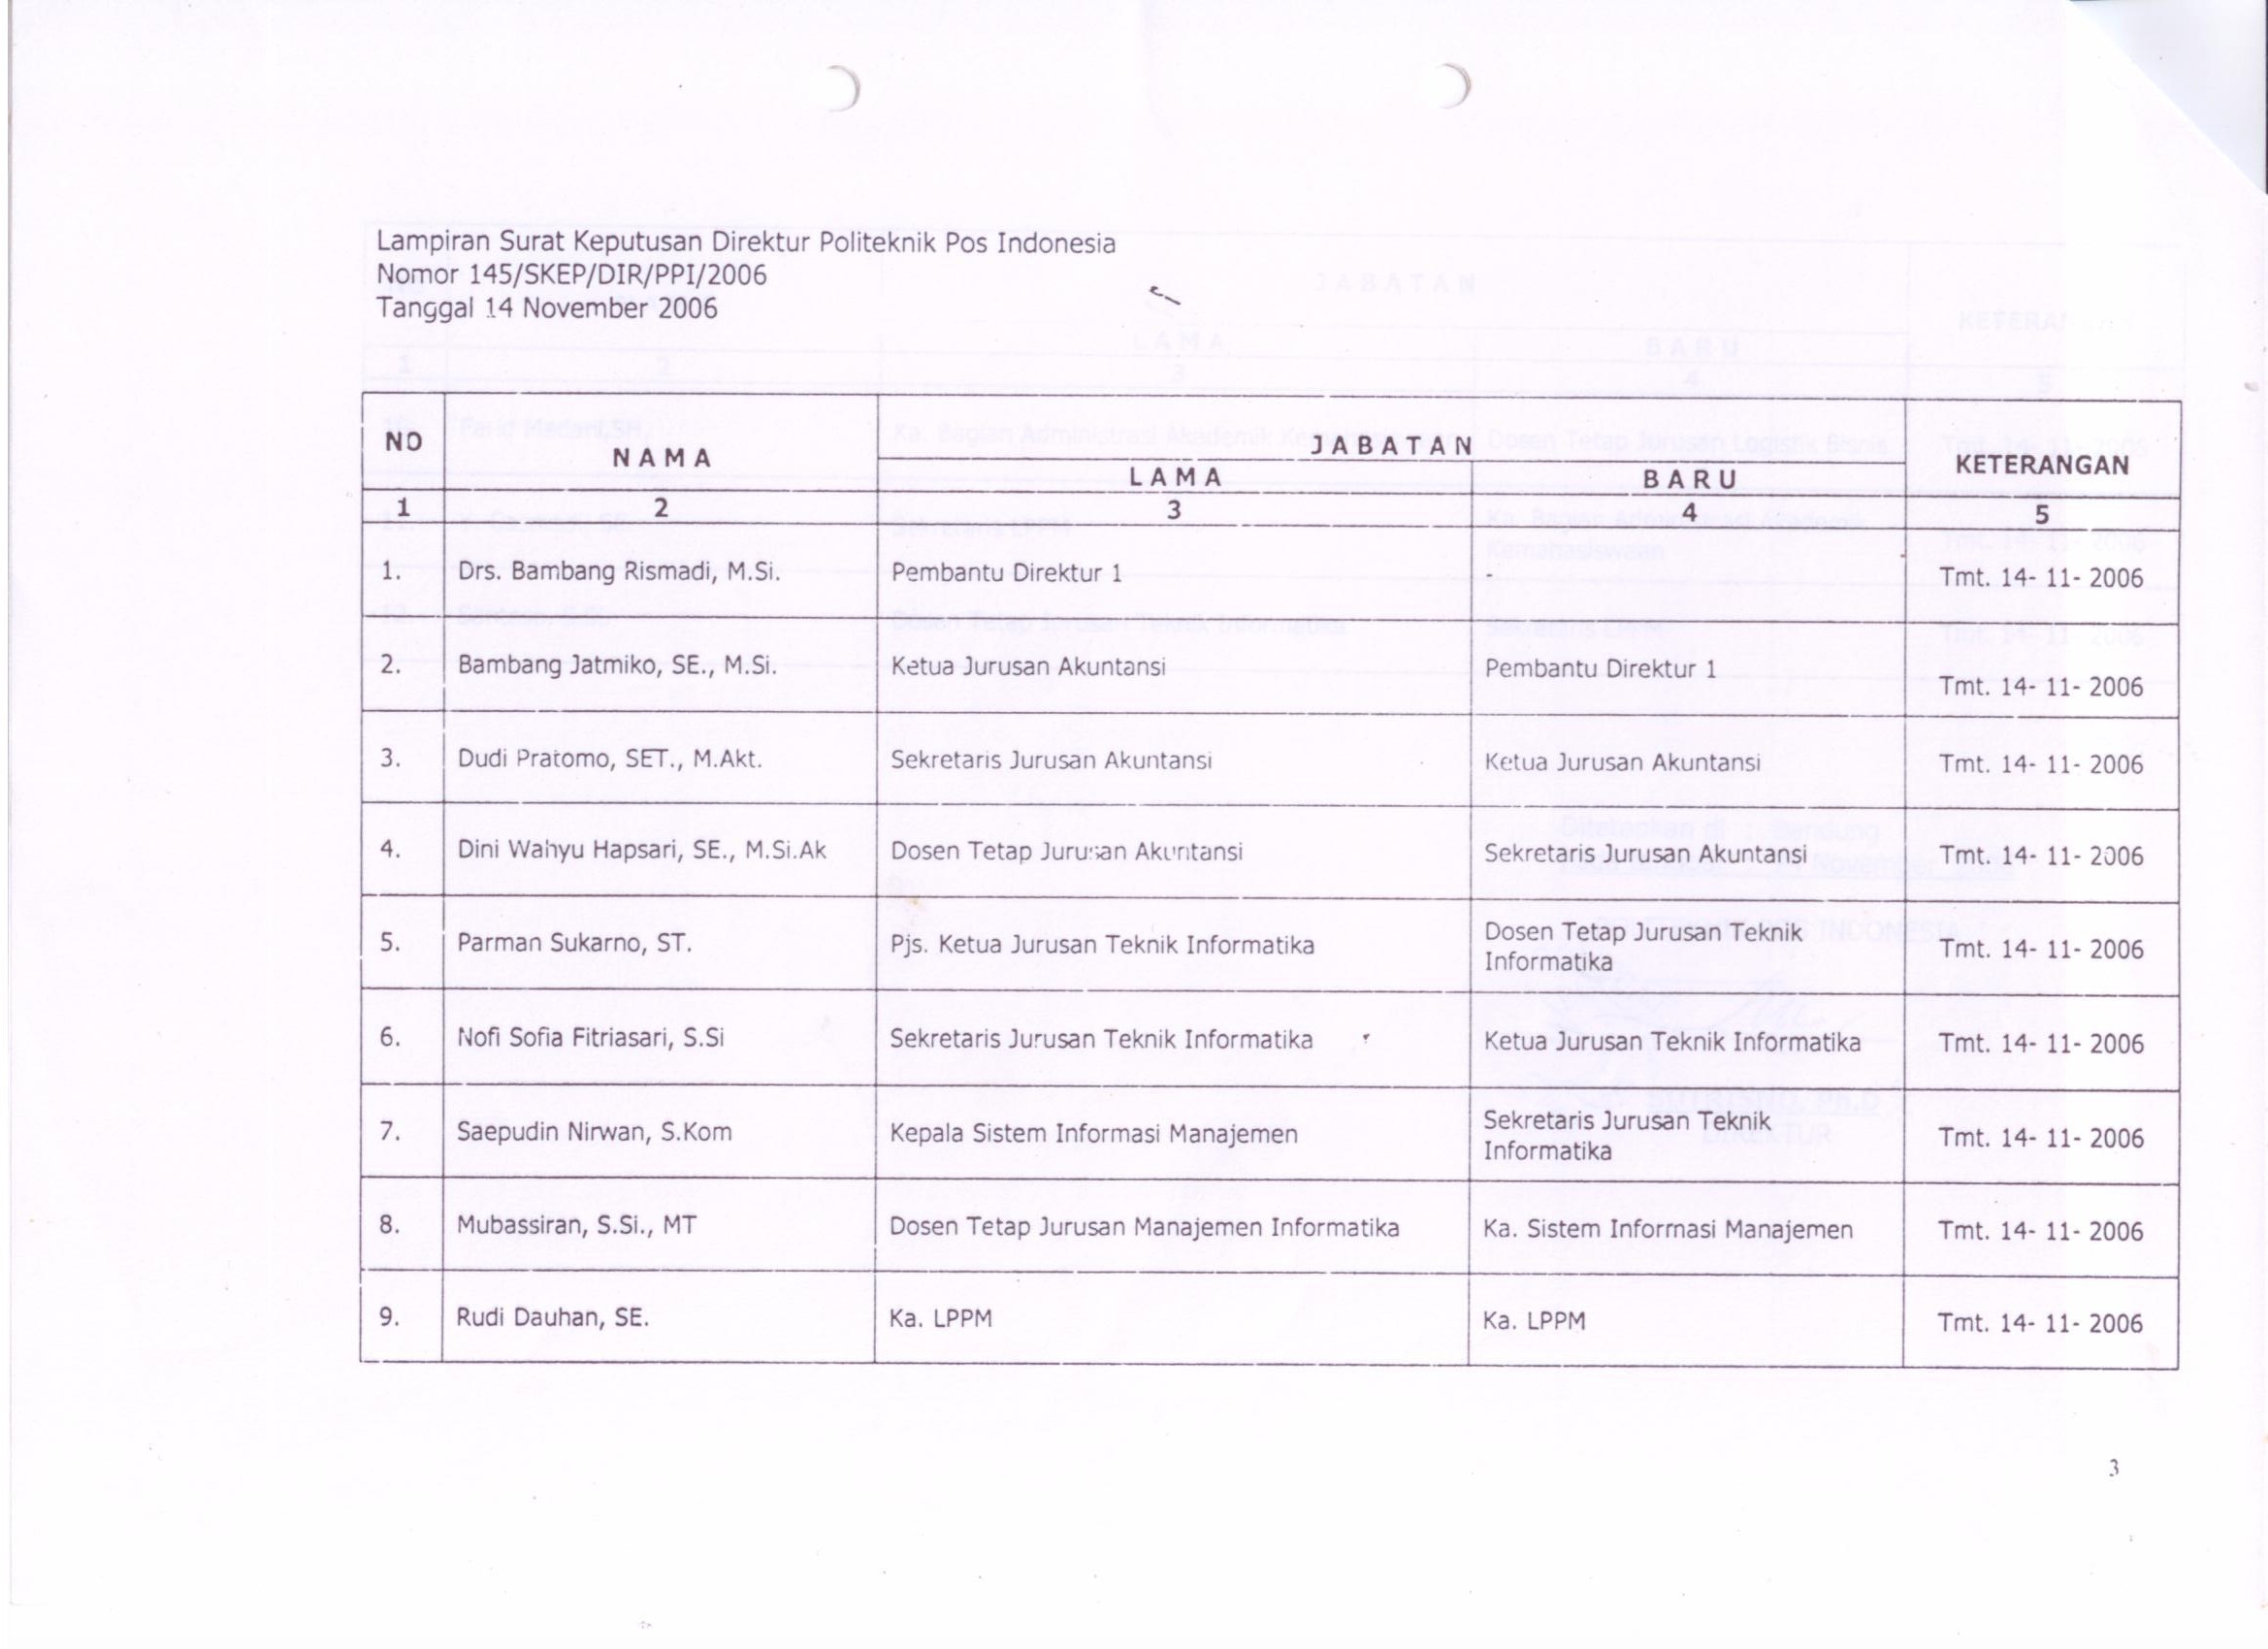 Lampiran Surat Keputusan Direktur Politeknik Pos Indonesia
Nomor 145/SKEP/DIR/PPI/2006
Tanggal 14 November 2006
NO NAMA JABATAN KETERANGAN
LAMA BARU
1 2 3 4 5
1. Drs. Bambang Rismadi, M.Si. Pembantu Direktur 1 - Tmt. 14- 11- 2006
2. Bambang Jatmiko, SE., M.Si. Ketua Jurusan Akuntansi Pembantu Direktur 1 Tmt. 14- 11- 2006
3. Dudi Pratomo, SET., M.Akt. Sekretaris Jurusan Akuntansi Ketua Jurusan Akuntansi Tmt. 14- 11- 2006
4. Dini Wahyu Hapsari, SE., M.Si.Ak Dosen Tetap Jurusan Akuntansi Sekretaris Jurusan Akuntansi Tmt. 14- 11- 2006
5. Parman Sukarno, ST. Pjs. Ketua Jurusan Teknik Informatika Dosen Tetap Jurusan Teknik Tmt. 14- 11- 2006
Informatika
6. Nofi Sofia Fitriasari, S.Si Sekretaris Jurusan Teknik Informatika Ketua Jurusan Teknik Informatika Tmt. 14- 11- 2006
7. Saepudin Nirwan, S.Kom Kepala Sistem Informasi Manajemen Sekretaris Jurusan Teknik Tmt. 14- 11- 2006
Informatika
8. Mubassiran, S.Si., MT Dosen Tetap Jurusan Manajemen Informatika Ka. Sistem Informasi Manajemen Tmt. 14- 11- 2006
9. Rudi Dauhan, SE. Ka. LPPM Ka. LPPM Tmt. 14- 11- 2006
3